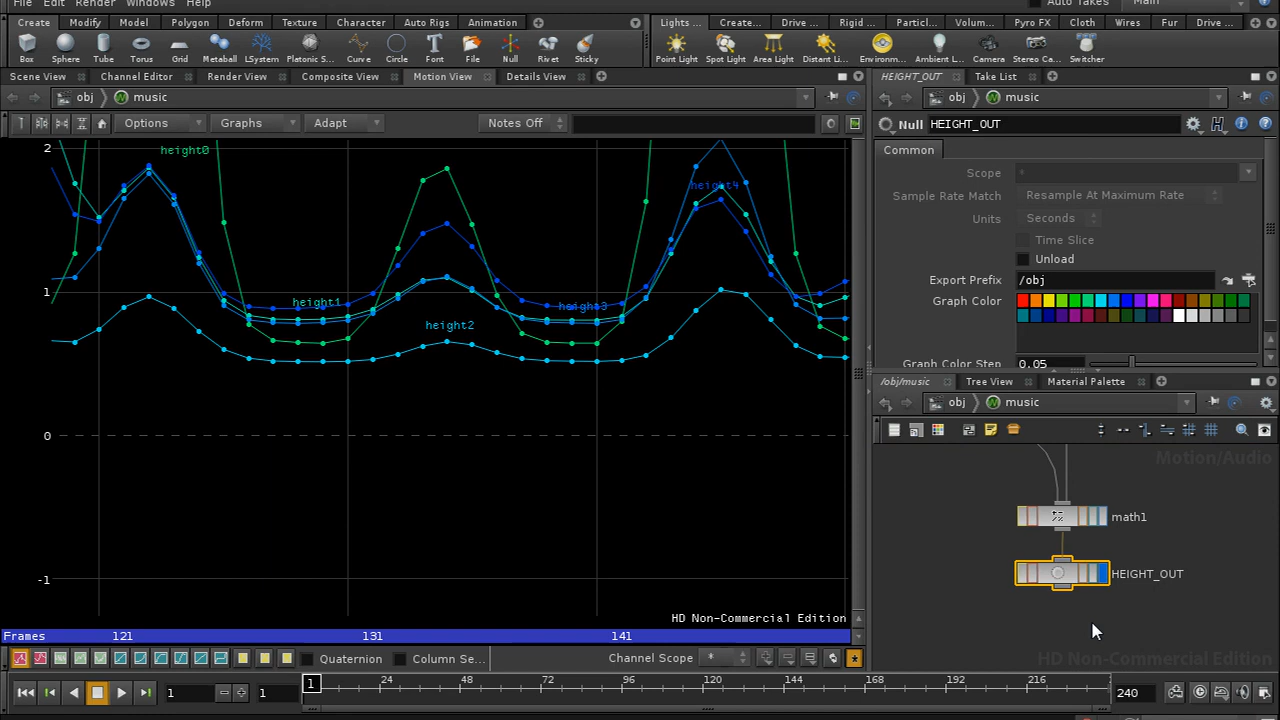 File Edit Render Windows Help Auto Takes Main
Create Modify Model Polygon Deform Texture Character Auto Rigs Animation Lights ... Create... Drive ... Rigid ... Particl... Volum... Pyro FX Cloth Wires Fur Drive ...
Box Sphere Tube Torus Grid Metaball LSystem Platonic S... Curve Circle Font File Null Rivet Sticky Point Light Spot Light Area Light Distant Li... Environm... Ambient L... Camera Stereo Ca... Switcher
Scene View Channel Editor Render View Composite View Motion View Details View HEIGHT_OUT Take List
obj music obj music
Options Graphs Adapt Notes Off Null HEIGHT_OUT
Common
2
height0
Scope *
height4
Sample Rate Match Resample At Maximum Rate
Units Seconds
Time Slice
Unload
Export Prefix /obj
1
height1
height3
Graph Color
height2
Graph Color Step 0.05
/obj/music Tree View Material Palette
obj music
0
Motion/Audio
math1
HEIGHT_OUT
-1
HD Non-Commercial Edition
Frames 121 131 141
HD Non-Commercial Edition
Quaternion Column Se... Channel Scope *
1 1 1 24 48 72 96 120 144 168 192 216 240